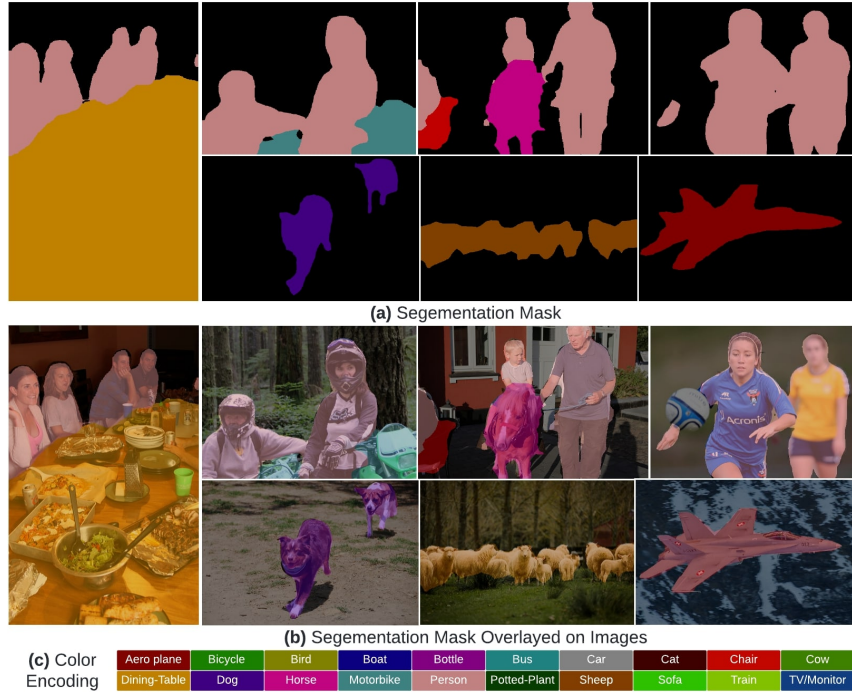 (a) Segementation Mask
Acronis
(b) Segementation Mask Overlayed on Images
(c) Color Encoding
Aero plane Bicycle Bird Boat Bottle Bus Car Cat Chair Cow
Dining-Table Dog Horse Motorbike Person Potted-Plant Sheep Sofa Train TV/Monitor